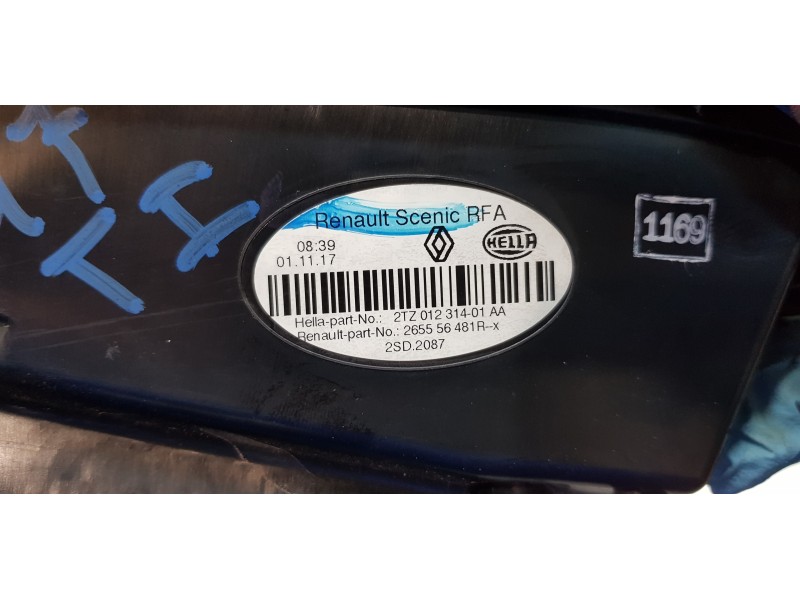 TI
Renault Scenic RFA
08:39
01.11.17
HELLA
1169
Hella-part-No.: 2TZ 012 314-01 AA
Renault-part-No.: 2655 56 481R--x
2SD.2087